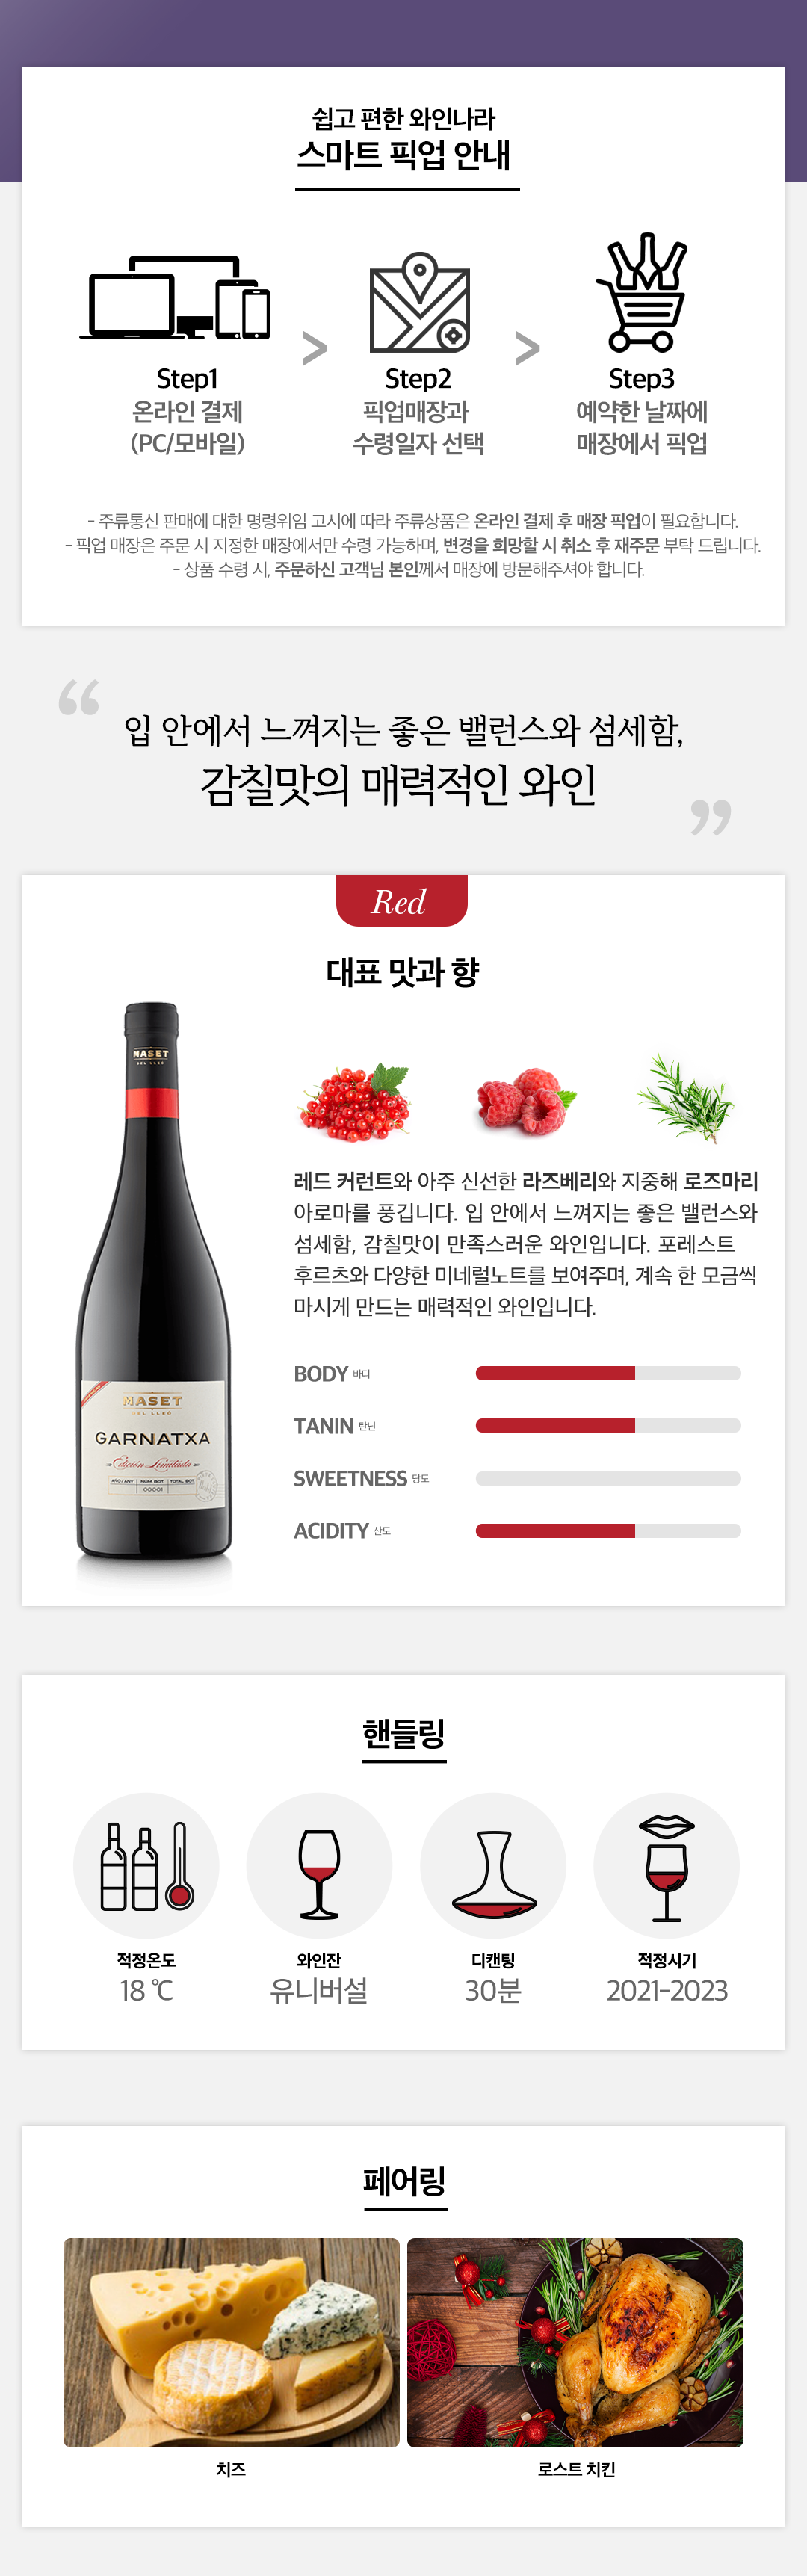 쉽고 편한 와인나라
스마트 픽업 안내
Step1
온라인 결제
(PC/모바일)
>
Step2
픽업매장과
수령일자 선택
>
Step3
예약한 날짜에
매장에서 픽업
- 주류통신 판매에 대한 명령위임 고시에 따라 주류상품은 온라인 결제 후 매장 픽업이 필요합니다.
- 픽업 매장은 주문 시 지정한 매장에서만 수령 가능하며, 변경을 희망할 시 취소 후 재주문 부탁 드립니다.
- 상품 수령 시, 주문하신 고객님 본인께서 매장에 방문해주셔야 합니다.
“
입 안에서 느껴지는 좋은 밸런스와 섬세함,
감칠맛의 매력적인 와인
”
Red
대표 맛과 향
MASET
DEL LLEÓ
레드 커런트와 아주 신선한 라즈베리와 지중해 로즈마리
아로마를 풍깁니다. 입 안에서 느껴지는 좋은 밸런스와
섬세함, 감칠맛이 만족스러운 와인입니다. 포레스트
후르츠와 다양한 미네럴노트를 보여주며, 계속 한 모금씩
마시게 만드는 매력적인 와인입니다.
MASET
DEL LLEÓ
GARNATXA
Edición Limitada
AÑO/ANY NÚM. BOT. TOTAL BOT.
00001
BODY 바디
TANIN 탄닌
SWEETNESS 당도
ACIDITY 산도
핸들링
적정온도
18 ℃
와인잔
유니버설
디캔팅
30분
적정시기
2021-2023
페어링
치즈
로스트 치킨